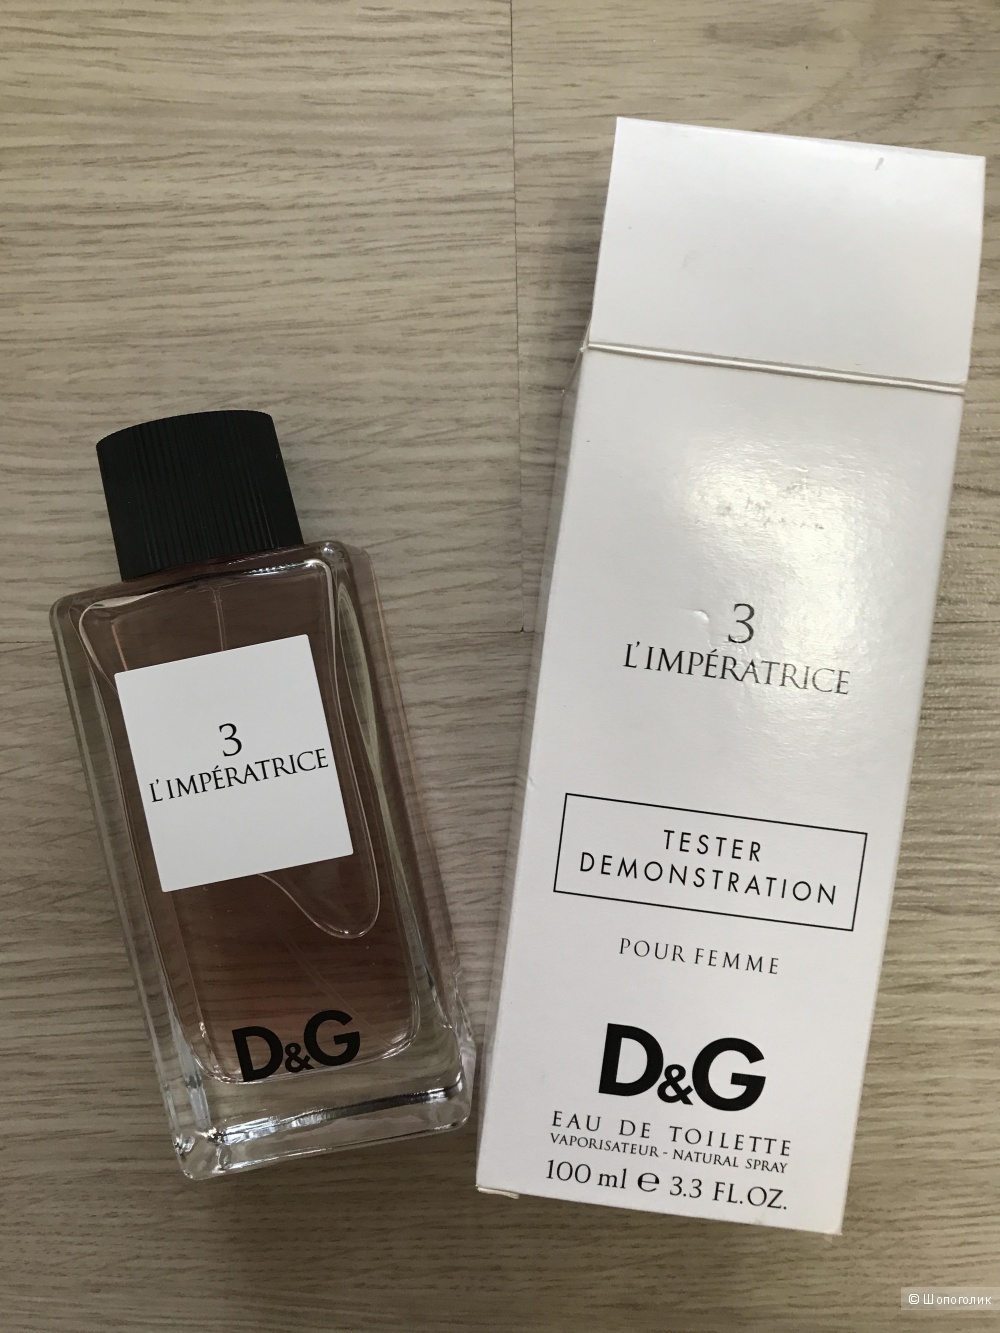 3
L'IMPÉRATRICE
D&G
3
L'IMPÉRATRICE
TESTER
DEMONSTRATION
POUR FEMME
D&G
EAU DE TOILETTE
VAPORISATEUR - NATURAL SPRAY
100 ml ℮ 3.3 FL.OZ.
© Шопоголик